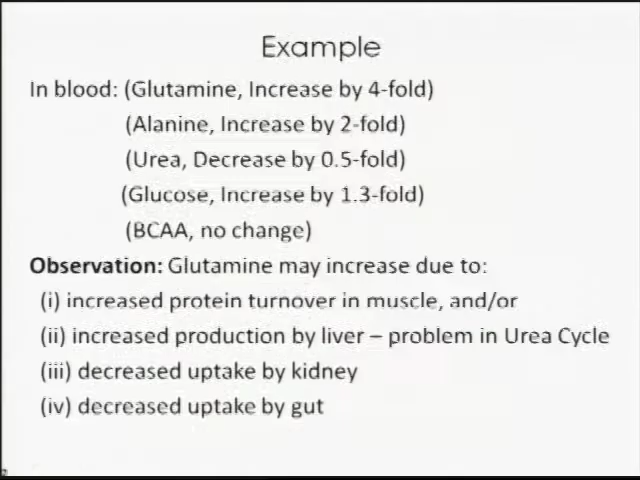 Example
In blood: (Glutamine, Increase by 4-fold)
(Alanine, Increase by 2-fold)
(Urea, Decrease by 0.5-fold)
(Glucose, Increase by 1.3-fold)
(BCAA, no change)
Observation: Glutamine may increase due to:
(i) increased protein turnover in muscle, and/or
(ii) increased production by liver – problem in Urea Cycle
(iii) decreased uptake by kidney
(iv) decreased uptake by gut